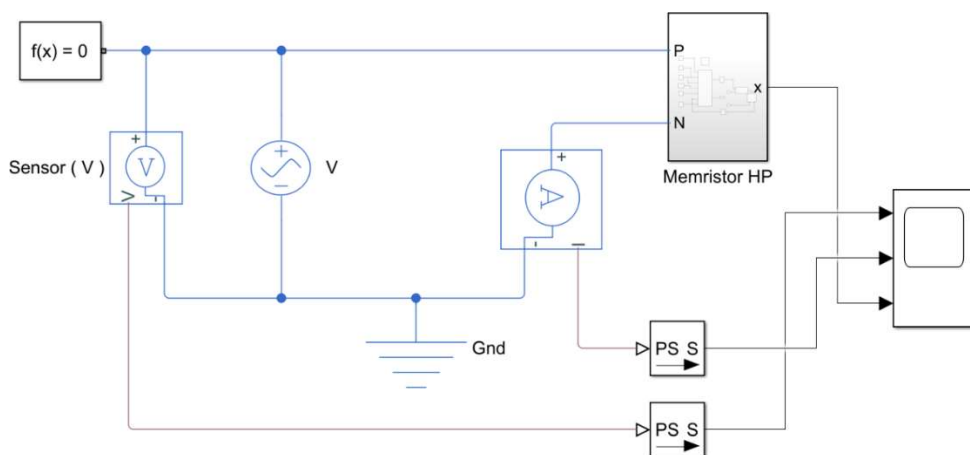 f(x) = 0
P
N
x
Memristor HP
+
V
-
V
Sensor ( V )
+
−
V
+
A
-
I
Gnd
PS S
PS S